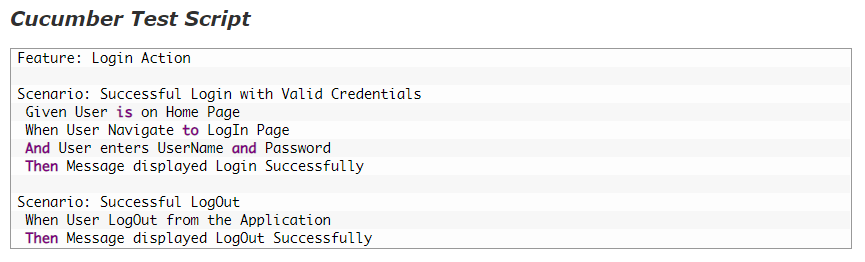 Cucumber Test Script
Feature: Login Action
Scenario: Successful Login with Valid Credentials
Given User is on Home Page
When User Navigate to LogIn Page
And User enters UserName and Password
Then Message displayed Login Successfully
Scenario: Successful LogOut
When User LogOut from the Application
Then Message displayed LogOut Successfully